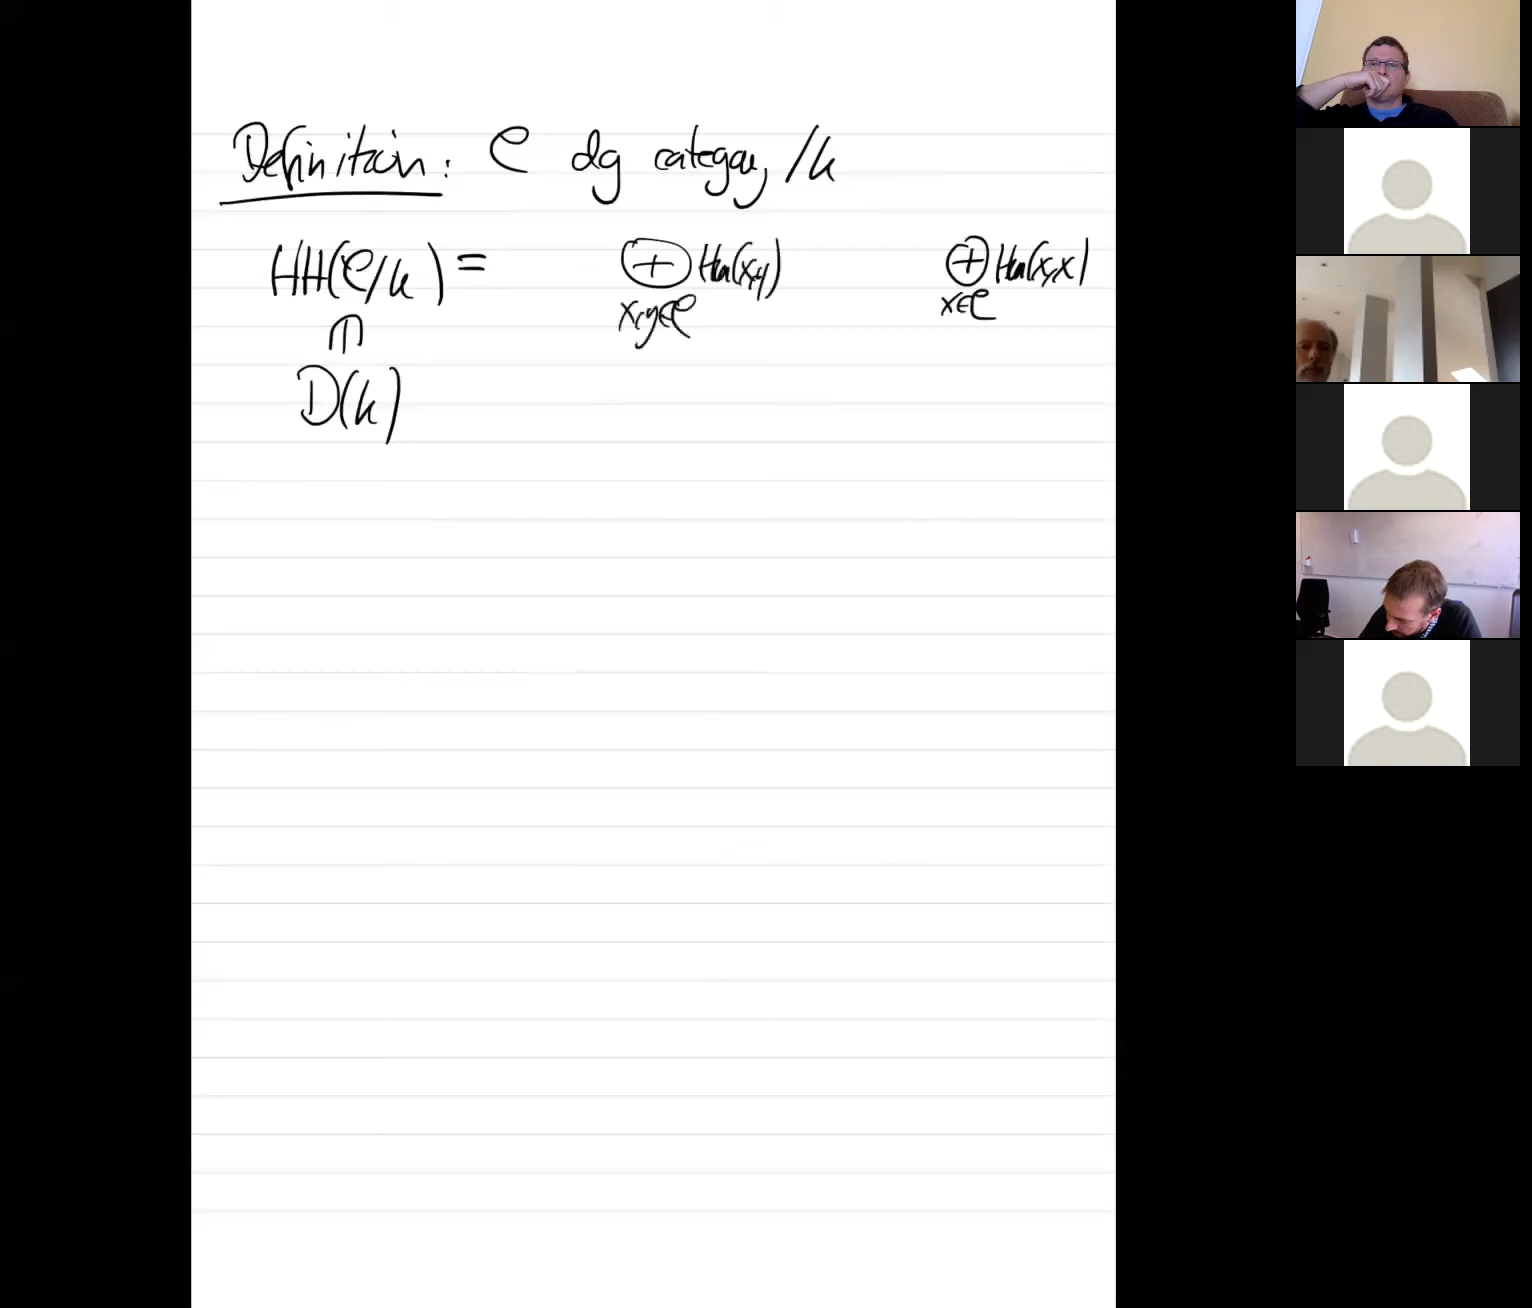 Definition: C dg category /k
HH(C/k) = ⊕ Hom(x,y) ⊕ Hom(x,x)
x,y∈C x∈C
∈
D(k)